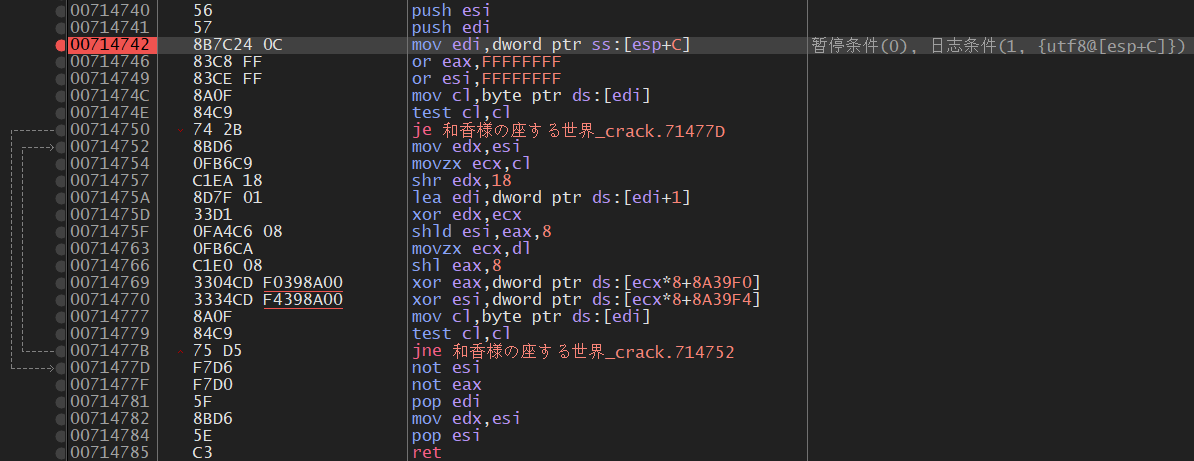 00714740 56 push esi
00714741 57 push edi
00714742 8B7C24 0C mov edi,dword ptr ss:[esp+C] 暂停条件(0), 日志条件(1, {utf8@[esp+C]})
00714746 83C8 FF or eax,FFFFFFFF
00714749 83CE FF or esi,FFFFFFFF
0071474C 8A0F mov cl,byte ptr ds:[edi]
0071474E 84C9 test cl,cl
00714750 74 2B je 和香様の座する世界_crack.71477D
00714752 8BD6 mov edx,esi
00714754 0FB6C9 movzx ecx,cl
00714757 C1EA 18 shr edx,18
0071475A 8D7F 01 lea edi,dword ptr ds:[edi+1]
0071475D 33D1 xor edx,ecx
0071475F 0FA4C6 08 shld esi,eax,8
00714763 0FB6CA movzx ecx,dl
00714766 C1E0 08 shl eax,8
00714769 3304CD F0398A00 xor eax,dword ptr ds:[ecx*8+8A39F0]
00714770 3334CD F4398A00 xor esi,dword ptr ds:[ecx*8+8A39F4]
00714777 8A0F mov cl,byte ptr ds:[edi]
00714779 84C9 test cl,cl
0071477B 75 D5 jne 和香様の座する世界_crack.714752
0071477D F7D6 not esi
0071477F F7D0 not eax
00714781 5F pop edi
00714782 8BD6 mov edx,esi
00714784 5E pop esi
00714785 C3 ret